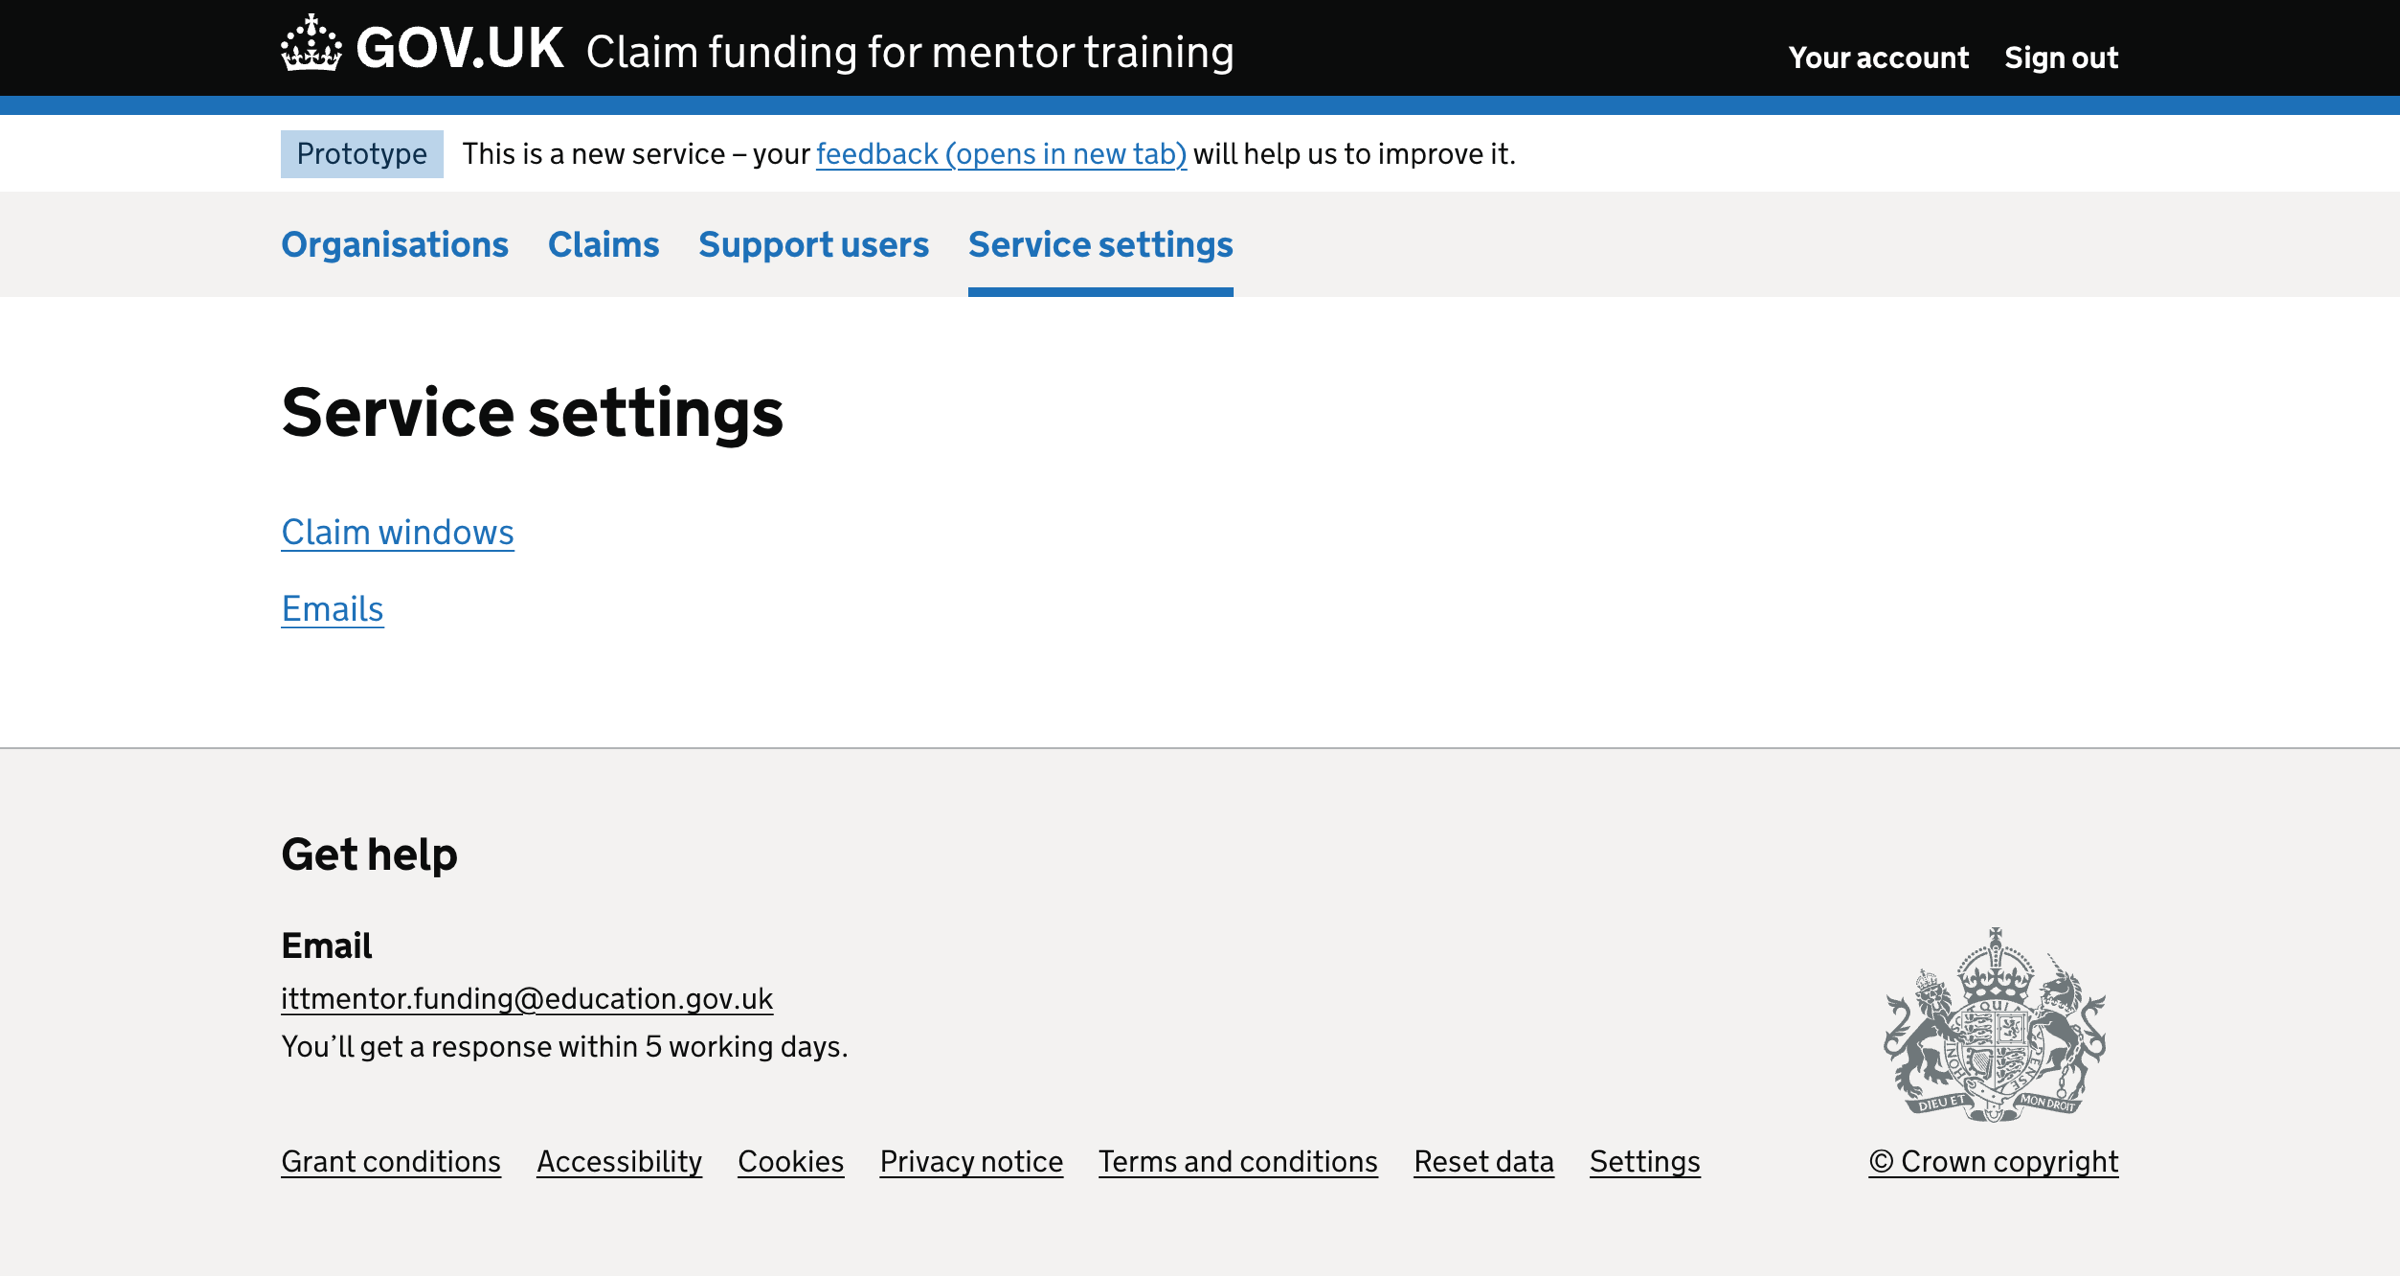 GOV.UK Claim funding for mentor training
Your account Sign out
Prototype This is a new service – your feedback (opens in new tab) will help us to improve it.
Organisations Claims Support users Service settings
Service settings
Claim windows
Emails
Get help
Email
ittmentor.funding@education.gov.uk
You’ll get a response within 5 working days.
DIEU ET MON DROIT
Grant conditions Accessibility Cookies Privacy notice Terms and conditions Reset data Settings
© Crown copyright